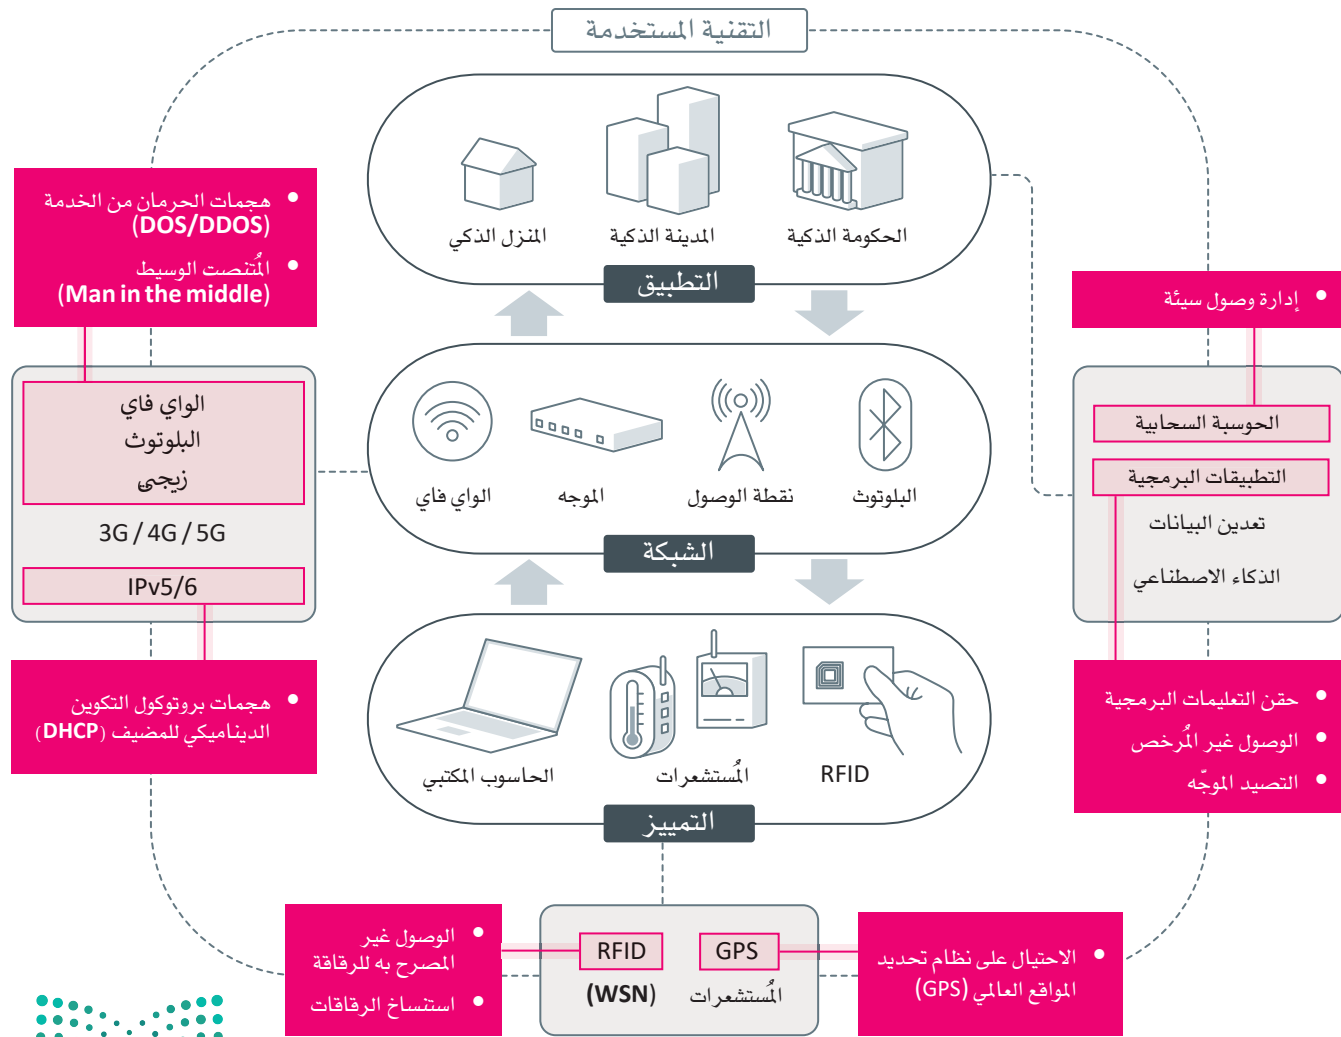 التقنية المستخدمة
المنزل الذكي
المدينة الذكية
الحكومة الذكية
التطبيق
• هجمات الحرمان من الخدمة
(DOS/DDOS)
• المُتنصت الوسيط
(Man in the middle)
• إدارة وصول سيئة
الواي فاي
البلوتوث
زيجبي
3G / 4G / 5G
IPv5/6
الواي فاي
الموجه
نقطة الوصول
البلوتوث
الشبكة
الحوسبة السحابية
التطبيقات البرمجية
تعدين البيانات
الذكاء الاصطناعي
• هجمات بروتوكول التكوين
الديناميكي للمضيف (DHCP)
الحاسوب المكتبي
المُستشعرات
RFID
التمييز
• حقن التعليمات البرمجية
• الوصول غير المُرخص
• التصيد الموجّه
• الوصول غير
المصرح به للرقاقة
• استنساخ الرقاقات
RFID
(WSN)
GPS
المُستشعرات
• الاحتيال على نظام تحديد
المواقع العالمي (GPS)